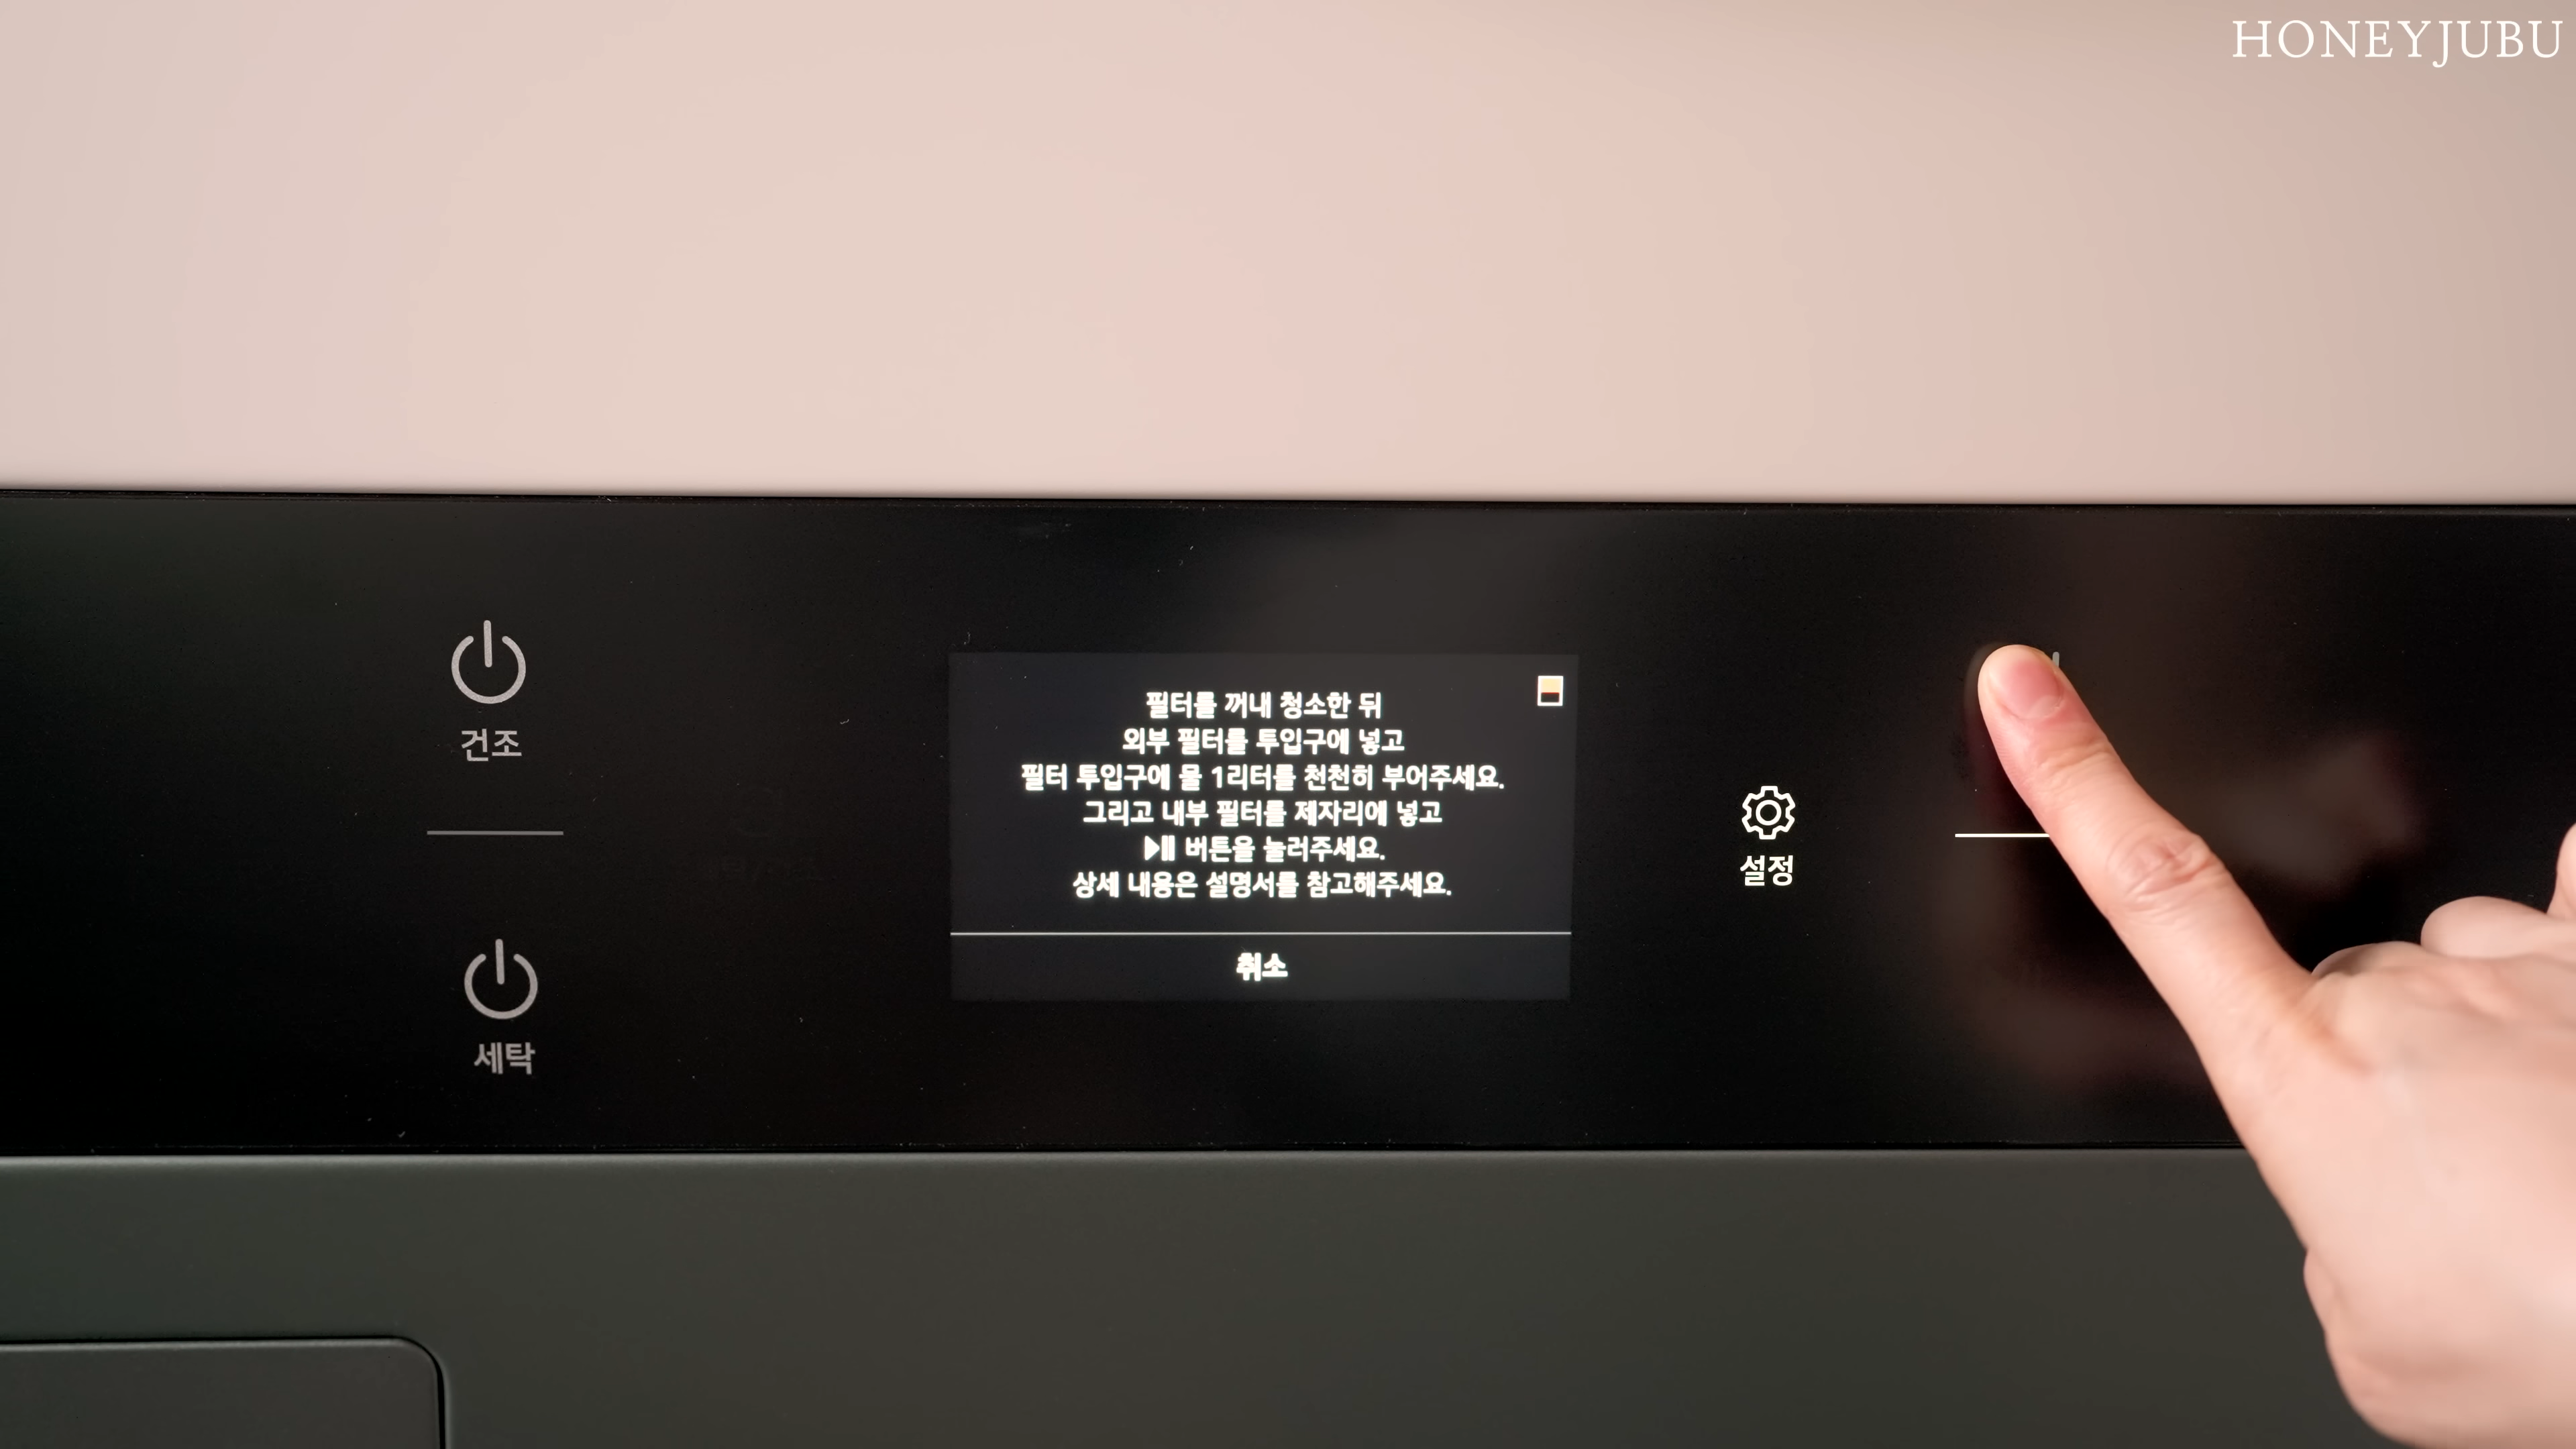 HONEYJUBU
건조
세탁
필터를 꺼내 청소한 뒤
외부 필터를 투입구에 넣고
필터 투입구에 물 1리터를 천천히 부어주세요.
그리고 내부 필터를 제자리에 넣고
버튼을 눌러주세요.
상세 내용은 설명서를 참고해주세요.
취소
설정